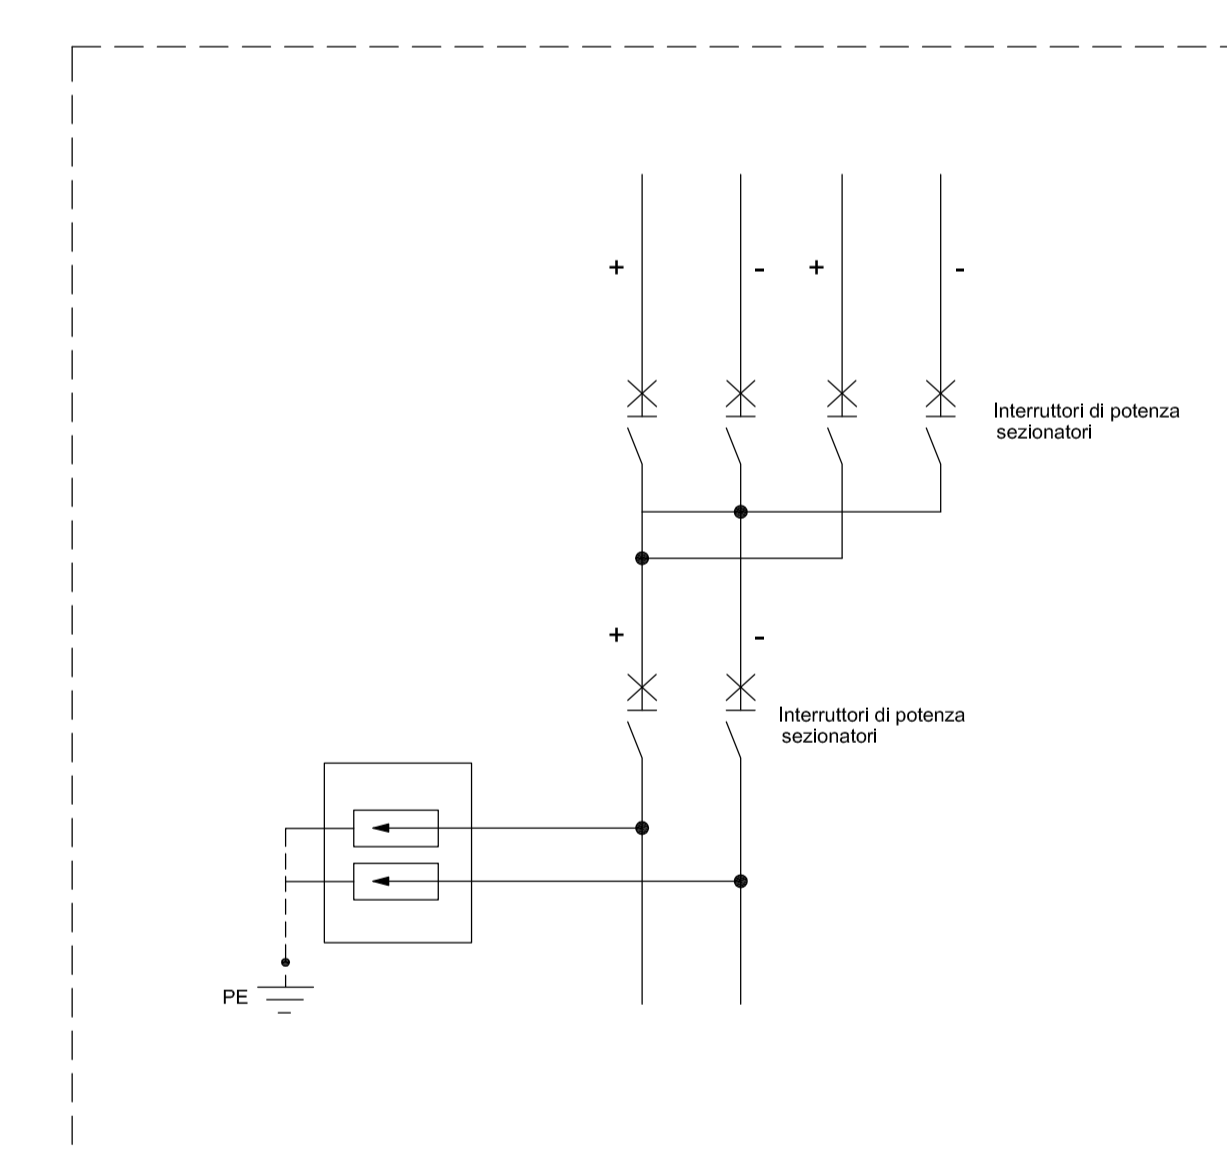 + - + -
Interruttori di potenza
sezionatori
+ -
Interruttori di potenza
sezionatori
PE